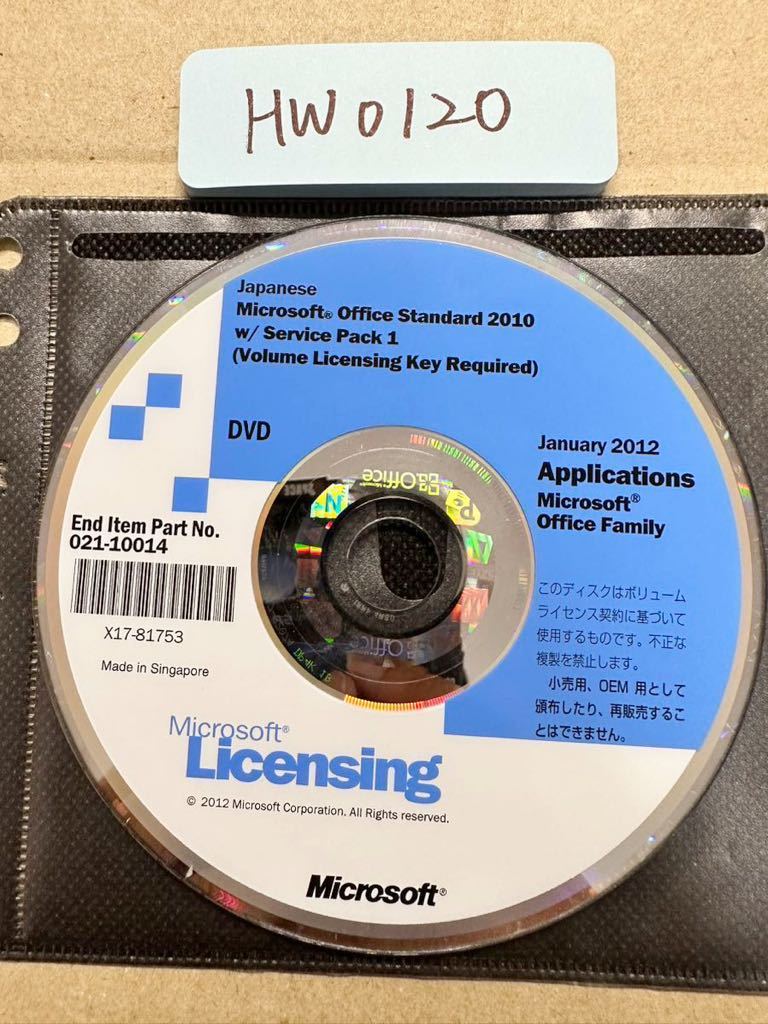 HW0120
Japanese
Microsoft® Office Standard 2010
w/ Service Pack 1
(Volume Licensing Key Required)
DVD
January 2012
Applications
Microsoft®
Office Family
End Item Part No.
021-10014
X17-81753
Made in Singapore
このディスクはボリューム
ライセンス契約に基づいて
使用するものです。不正な
複製を禁止します。
小売用、OEM 用として
頒布したり、再販売するこ
とはできません。
Office
Office
Microsoft®
Licensing
© 2012 Microsoft Corporation. All Rights reserved.
Microsoft®